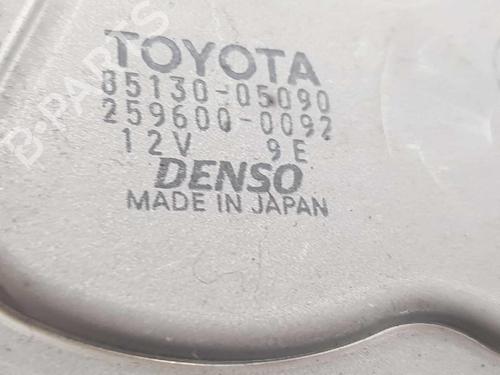 TOYOTA
85130-05090
259600-0092
12V 9E
DENSO
MADE IN JAPAN
B-PARTS